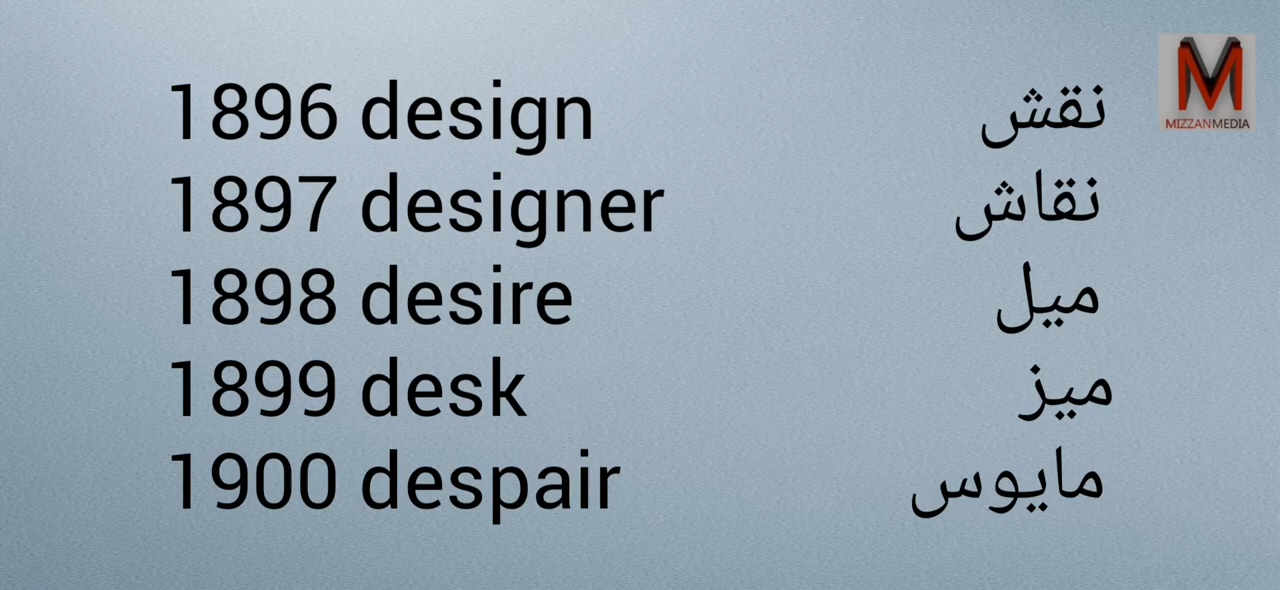 1896 design نقش
1897 designer نقاش
1898 desire میل
1899 desk میز
1900 despair مایوس
MIZZANMEDIA